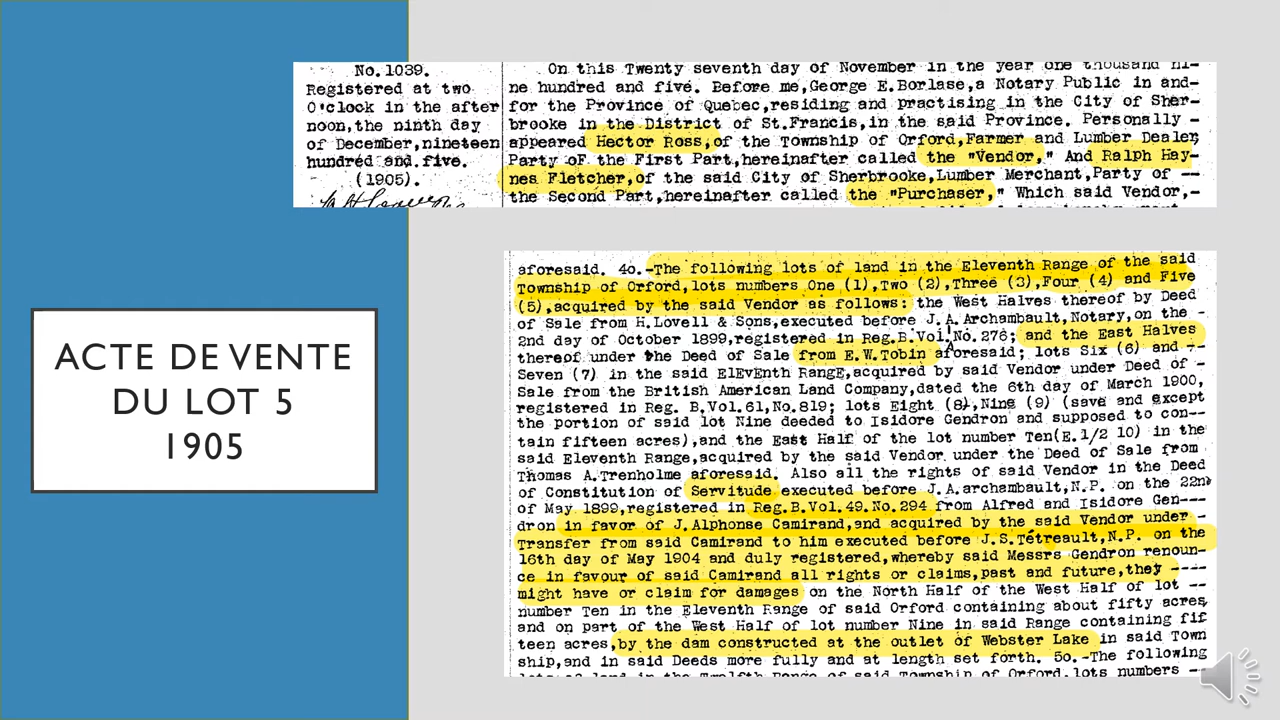 ACTE DE VENTE
DU LOT 5
1905
No.1039.
Registered at two
O'clock in the after
noon,the ninth day
of December,nineteen
hundred and five.
(1905).
On this Twenty seventh day of November in the year one thousand ni-
ne hundred and five. Before me,George E.Borlase,a Notary Public in and-
for the Province of Quebec,residing and practising in the City of Sher-
brooke in the District of St.Francis,in the said Province. Personally -
appeared Hector Ross,of the Township of Orford,Farmer and Lumber Dealer,
Party oF the First Part,hereinafter called the "Vendor," And Ralph Hay-
nes Fletcher,of the said City of Sherbrooke,Lumber Merchant,Party of --
the Second Part,hereinafter called the "Purchaser," Which said Vendor,-
aforesaid. 4o.-The following lots of land in the Eleventh Range of the said
Township of Orford,lots numbers One (1),Two (2),Three (3),Four (4) and Five
(5),acquired by the said Vendor as follows: the West Halves thereof by Deed
of Sale from H.Lovell & Sons,executed before J.A.Archambault,Notary,on the -
2nd day of October 1899,registered in Reg.B.Vol. No.276; and the East Halves
thereof under the Deed of Sale from E.W.Tobin aforesaid; lots Six (6) and --
Seven (7) in the said ElEvEnth Range,acquired by said Vendor under Deed of -
Sale from the British American Land Company,dated the 6th day of March 1900,
registered in Reg. B,Vol.61,No.819; lots Eight (8),Nine (9) (save and except
the portion of said lot Nine deeded to Isidore Gendron and supposed to con--
tain fifteen acres),and the East Half of the lot number Ten(E.1/2 10) in the
said Eleventh Range,acquired by the said Vendor under the Deed of Sale from
Thomas A.Trenholme aforesaid. Also all the rights of said Vendor in the Deed
of Constitution of Servitude executed before J.A.archambault,N.P. on the 22nd
of May 1899,registered in Reg.B.Vol.49.No.294 from Alfred and Isidore Gen---
dron in favor of J.Alphonse Camirand,and acquired by the said Vendor under -
Transfer from said Camirand to him executed before J.S.Tétreault,N.P. on the
16th day of May 1904 and duly registered,whereby said Messrs Gendron renoun-
ce in favour of said Camirand all rights or claims,past and future,they ----
might have or claim for damages on the North Half of the West Half of lot --
number Ten in the Eleventh Range of said Orford containing about fifty acres,
and on part of the West Half of lot number Nine in said Range containing fif
teen acres,by the dam constructed at the outlet of Webster Lake in said Town
ship,and in said Deeds more fully and at length set forth. 5o.-The following
lots of land in the Twelfth Range of said Township of Orford,lots numbers --